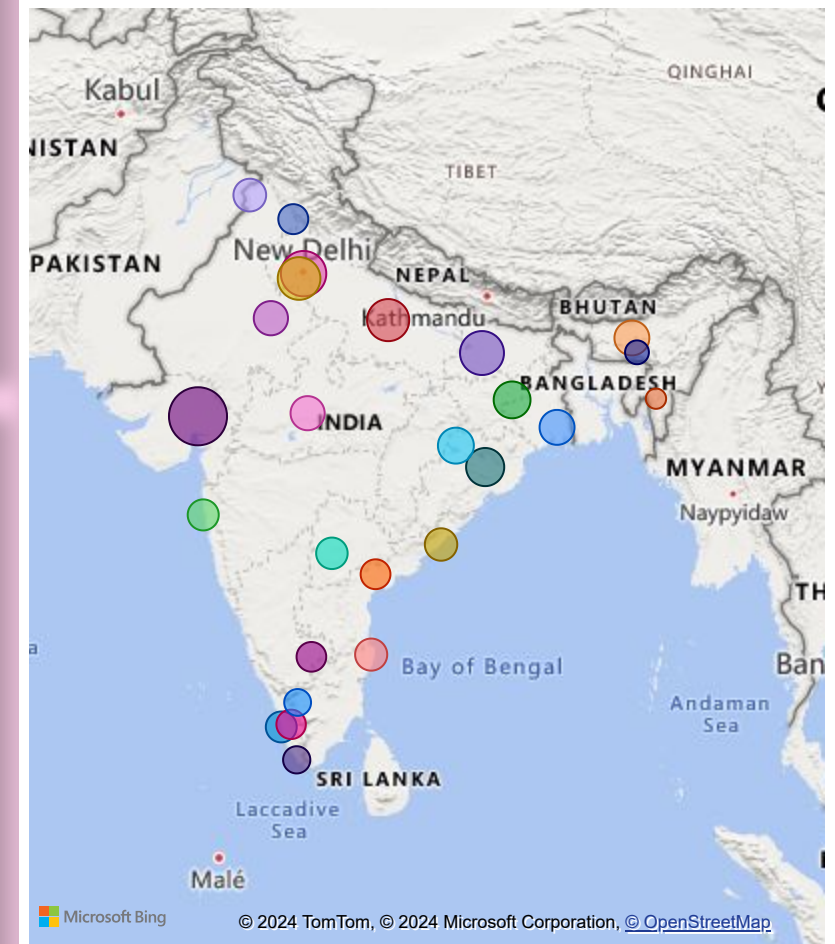 QINGHAI
Kabul
NISTAN
TIBET
New Delhi
PAKISTAN
NEPAL
BHUTAN
Kathmandu
BANGLADESH
INDIA
MYANMAR
Naypyidaw
TH
a
Bay of Bengal
Ban
Andaman
Sea
SRI LANKA
Laccadive
Sea
Malé
Microsoft Bing
© 2024 TomTom, © 2024 Microsoft Corporation, © OpenStreetMap